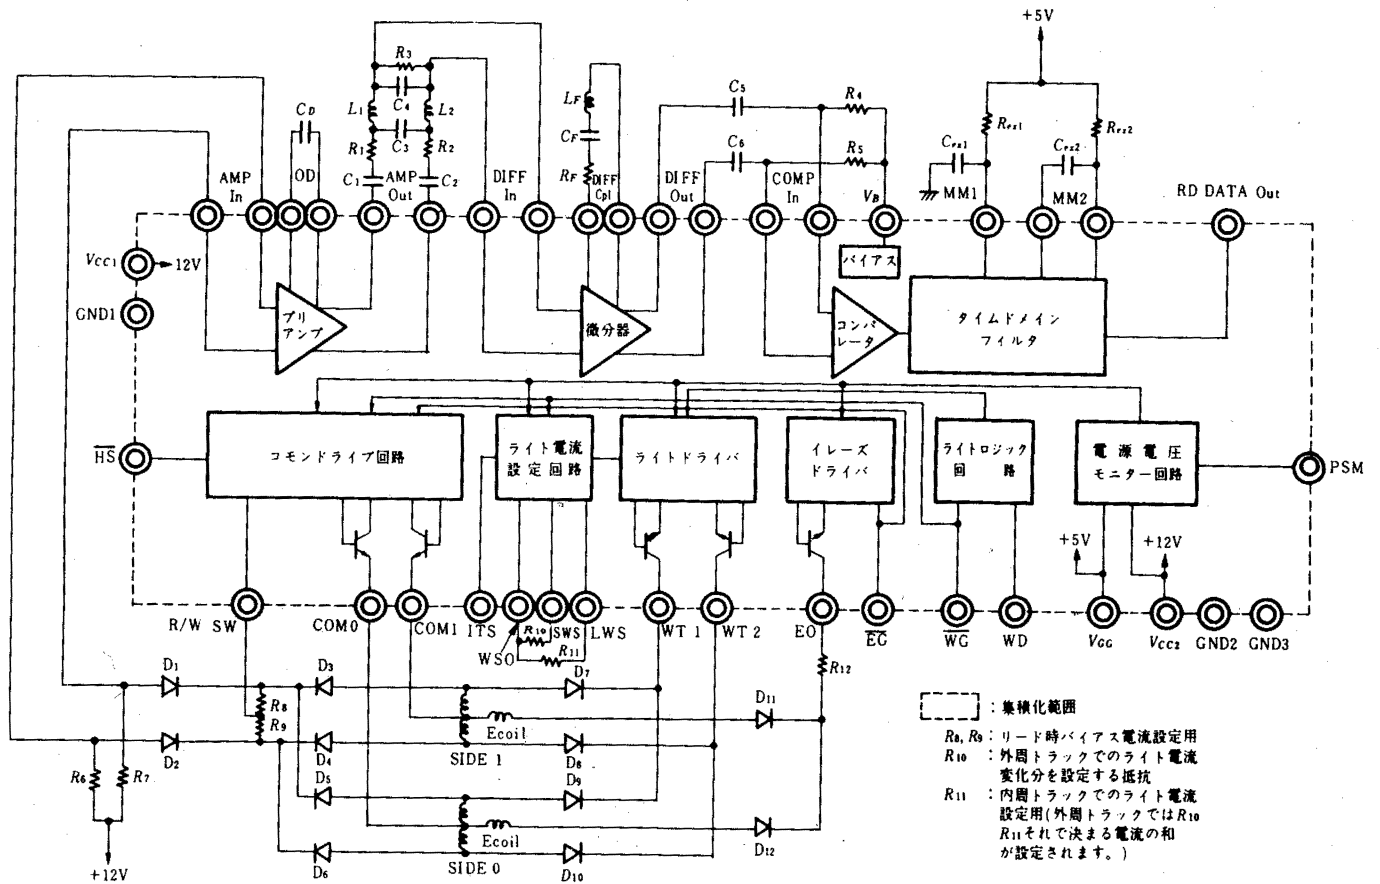 +5V
R3
C4
L1
L2
C3
R1
R2
CD
OD
AMP
In
C1
AMP
Out
C2
DIFF
In
LF
CF
RF
DIFF
Cpl
DIFF
Out
C5
C6
COMP
In
R4
R5
VB
Rex1
Rex2
Cex1
Cex2
MM1
MM2
RD DATA Out
VCC1
12V
GND1
プリ
アンプ
微分器
バイアス
コンパ
レータ
タイムドメイン
フィルタ
HS
コモンドライブ回路
ライト電流
設定回路
ライトドライバ
イレーズ
ドライバ
ライトロジック
回路
電源電圧
モニター回路
PSM
+5V
+12V
R/W SW
COM0
COM1
ITS
WSO
R10
SWS
R11
LWS
WT 1
WT 2
EO
EG
WG
WD
VGG
VCC2
GND2
GND3
R12
D1
D3
D7
R8
R9
D11
Ecoil
D2
D4
SIDE 1
D8
R6
R7
D5
D9
Ecoil
D12
D6
SIDE 0
D10
+12V
：集積化範囲
R8, R9：リード時バイアス電流設定用
R10：外周トラックでのライト電流
変化分を設定する抵抗
R11：内周トラックでのライト電流
設定用(外周トラックではR10
R11それで決まる電流の和
が設定されます。)